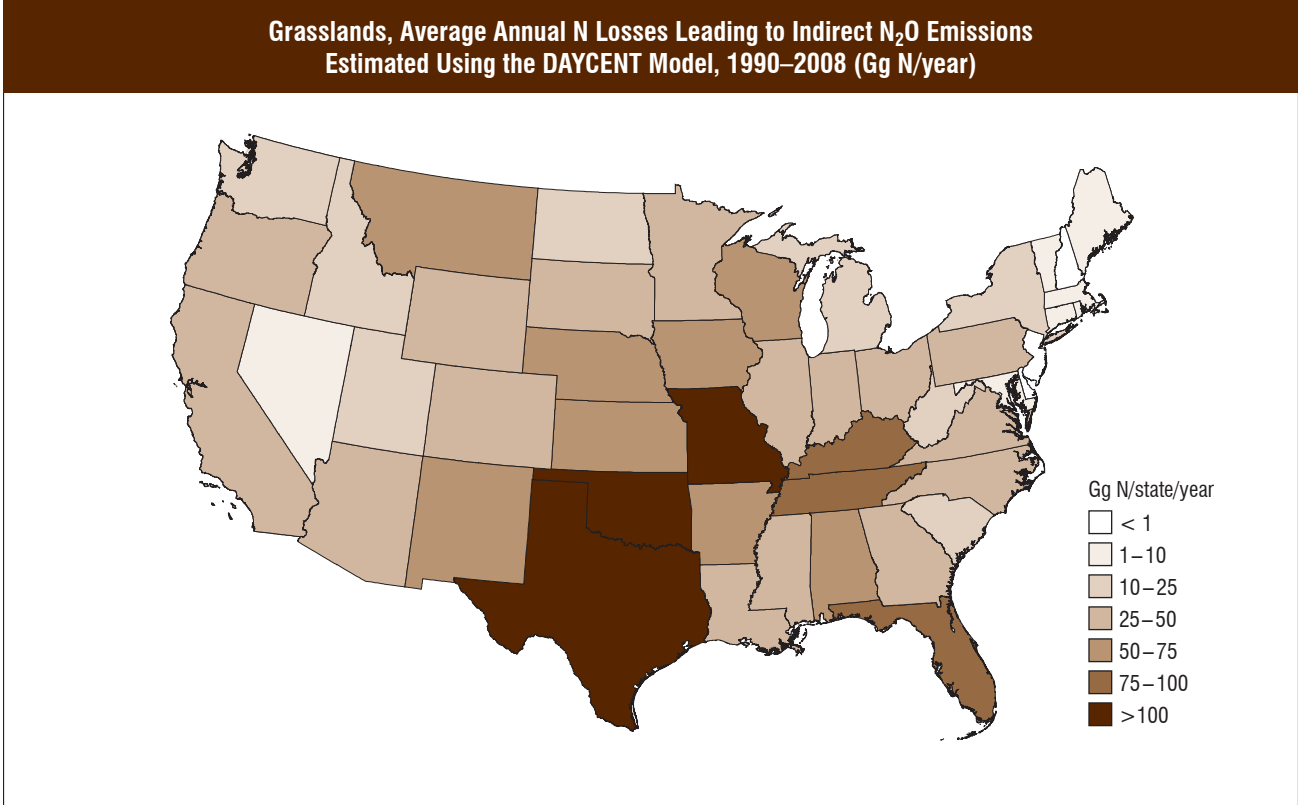 Grasslands, Average Annual N Losses Leading to Indirect N₂O Emissions
Estimated Using the DAYCENT Model, 1990–2008 (Gg N/year)
Gg N/state/year
< 1
1–10
10–25
25–50
50–75
75–100
>100